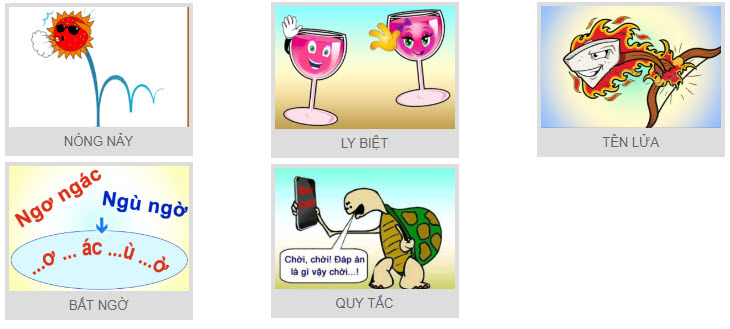 NÓNG NẢY
LY BIỆT
TÊN LỬA
Ngơ ngác
Ngù ngờ
...ơ ... ác ...ù ...ờ
BẮT NGỜ
Chời, chời! Đáp án
là gì vậy chời...!
QUY TẮC